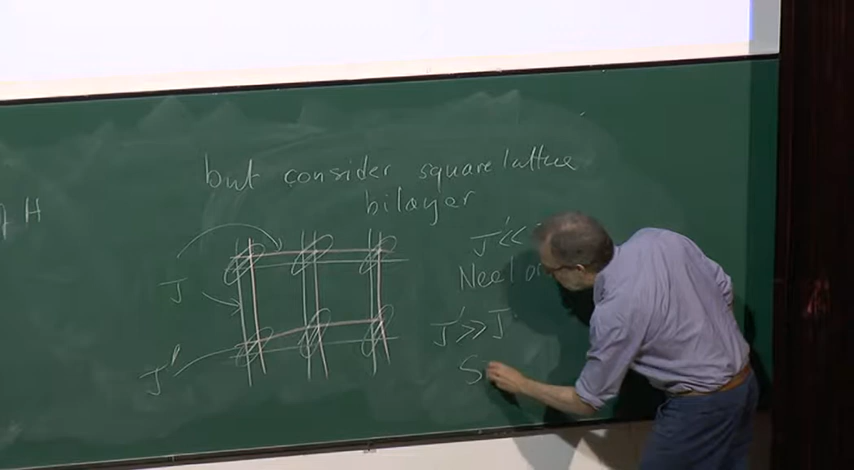 H
but consider square lattice
bilayer
J' <<
Neel or
J
J' >> J
J'
S